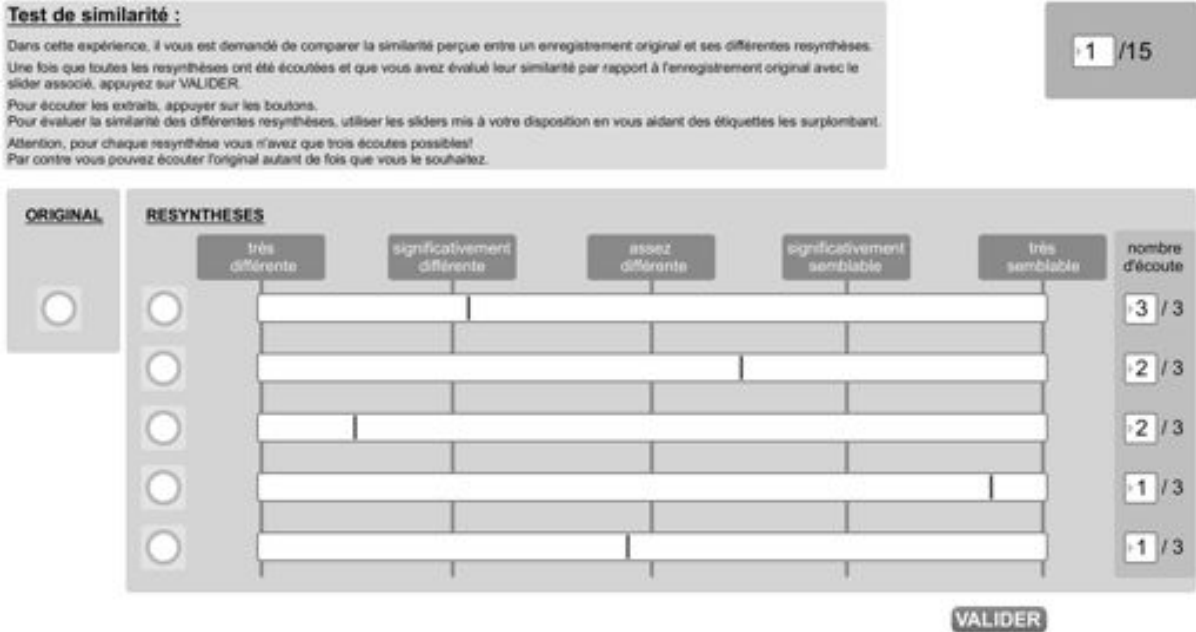 Test de similarité :
Dans cette expérience, il vous est demandé de comparer la similarité perçue entre un enregistrement original et ses différentes resynthèses.
Une fois que toutes les resynthèses ont été écoutées et que vous avez évalué leur similarité par rapport à l'enregistrement original avec le
slider associé, appuyez sur VALIDER.
Pour écouter les extraits, appuyer sur les boutons.
Pour évaluer la similarité des différentes resynthèses, utiliser les sliders mis à votre disposition en vous aidant des étiquettes les surplombant.
Attention, pour chaque resynthèse vous n'avez que trois écoutes possibles!
Par contre vous pouvez écouter l'original autant de fois que vous le souhaitez.
1 /15
ORIGINAL
RESYNTHESES
très
différente
significativement
différente
assez
différente
significativement
semblable
très
semblable
nombre
d'écoute
3 / 3
2 / 3
2 / 3
1 / 3
1 / 3
VALIDER